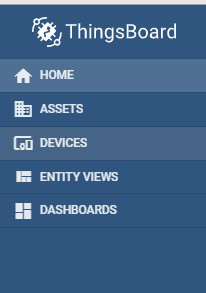 ThingsBoard
HOME
ASSETS
DEVICES
ENTITY VIEWS
DASHBOARDS